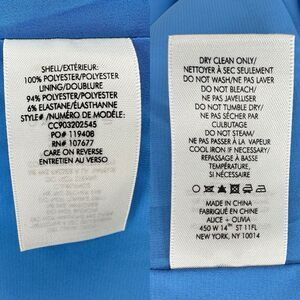 SHELL/EXTÉRIEUR:
100% POLYESTER/POLYESTER
LINING/DOUBLURE
94% POLYESTER/POLYESTER
6% ELASTANE/ÉLASTHANNE
STYLE# /NUMÉRO DE MODÈLE:
CC903202545
PO# 119408
RN# 107677
CARE ON REVERSE
ENTRETIEN AU VERSO
DRY CLEAN ONLY/
NETTOYER À SEC SEULEMENT
DO NOT WASH/NE PAS LAVER
DO NOT BLEACH/
NE PAS JAVELLISER
DO NOT TUMBLE DRY/
NE PAS SÉCHER PAR
CULBUTAGE
DO NOT STEAM/
NE PAS PASSER À LA
VAPEUR
COOL IRON IF NECESSARY/
REPASSAGE À BASSE
TEMPÉRATURE,
SI NÉCESSAIRE
MADE IN CHINA
FABRIQUÉ EN CHINE
ALICE + OLIVIA
450 W 14TH ST 11FL
NEW YORK, NY 10014